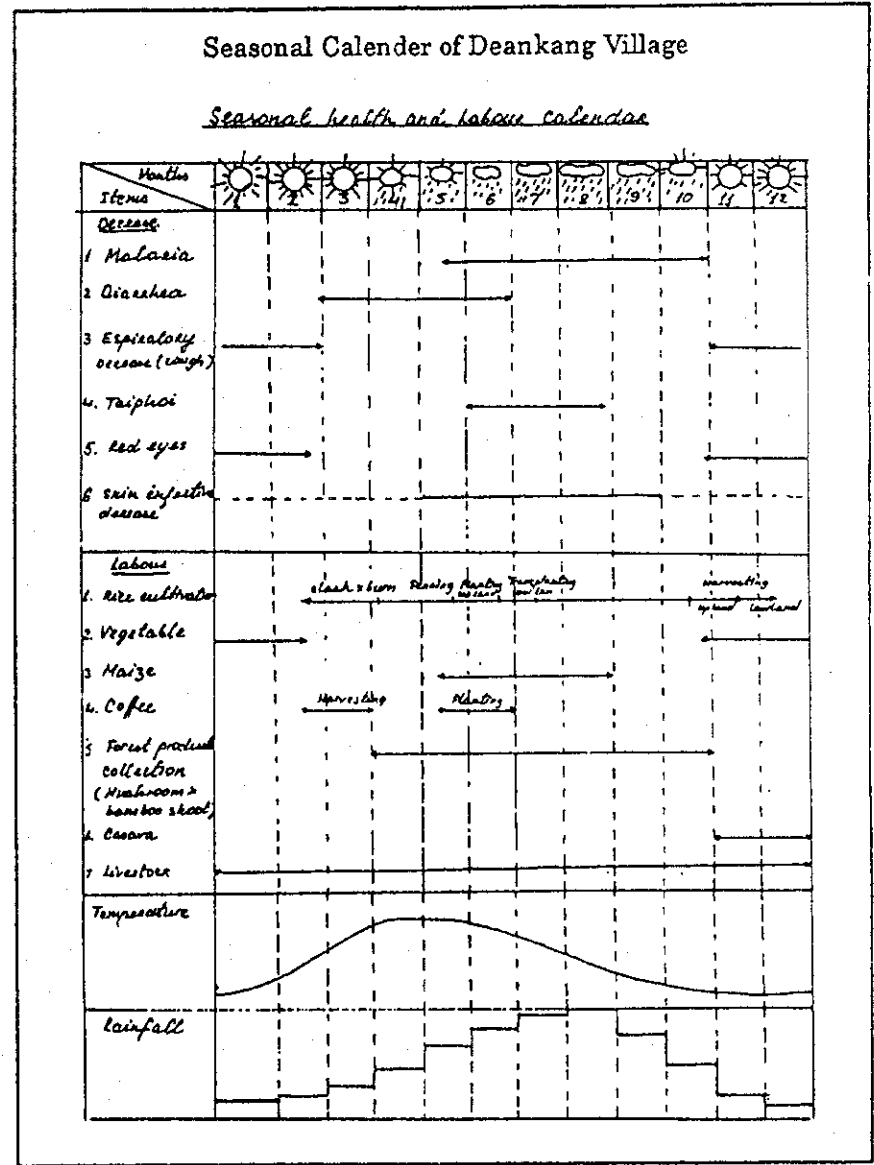 Seasonal Calender of Deankang Village
Seasonal health and Labour Calendar
Months
Items
1 2 3 4 5 6 7 8 9 10 11 12
Decease
1 Malaria
2 Diarrhea
3 Espiratory
Decease (cough)
4. Taiphoi
5. Red eyes
6 Skin infective
disease
Labour
slash & burn Planting Transplanting Harvesting
1. Rice cultivation upland Lowland
2. Vegetable
3 Maize
4. Coffee Harvesting Planting
5 Forest product
collection
(Mushroom &
bamboo shoot)
6 Casava
7 Livestock
Temperature
Rainfall